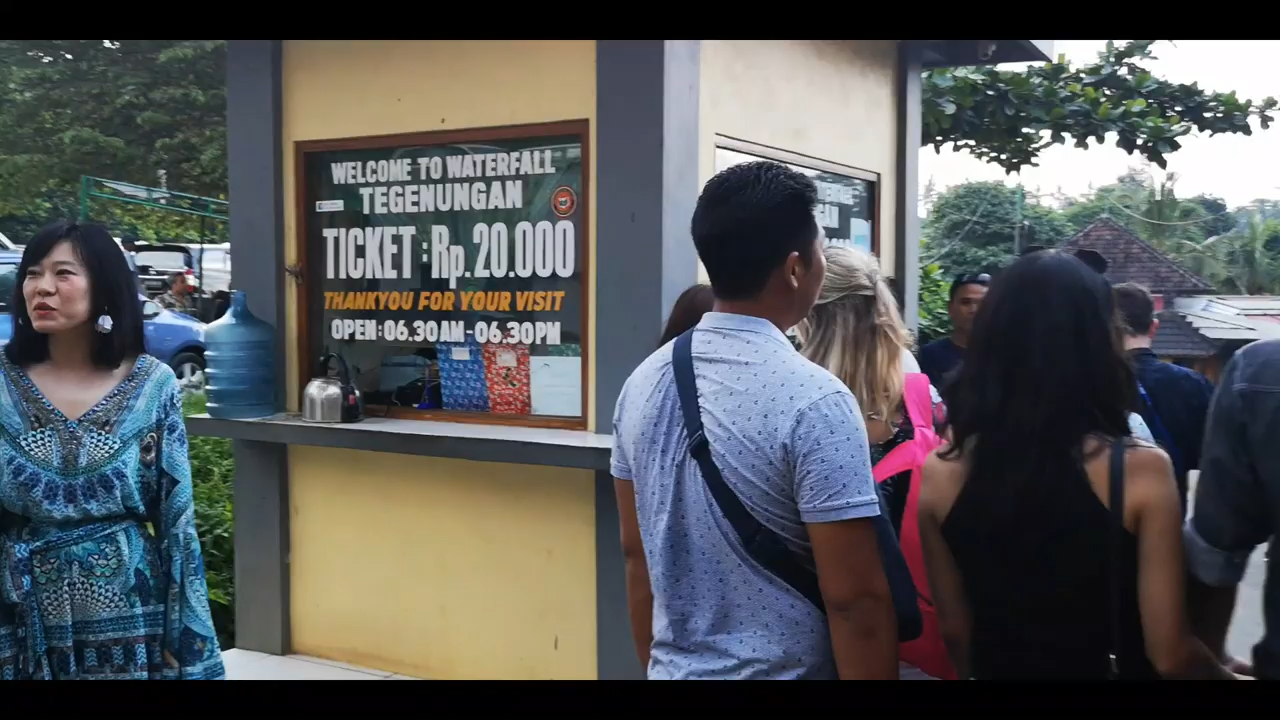 WELCOME TO WATERFALL
TEGENUNGAN
TICKET : Rp.20.000
THANKYOU FOR YOUR VISIT
OPEN:06.30AM-06.30PM